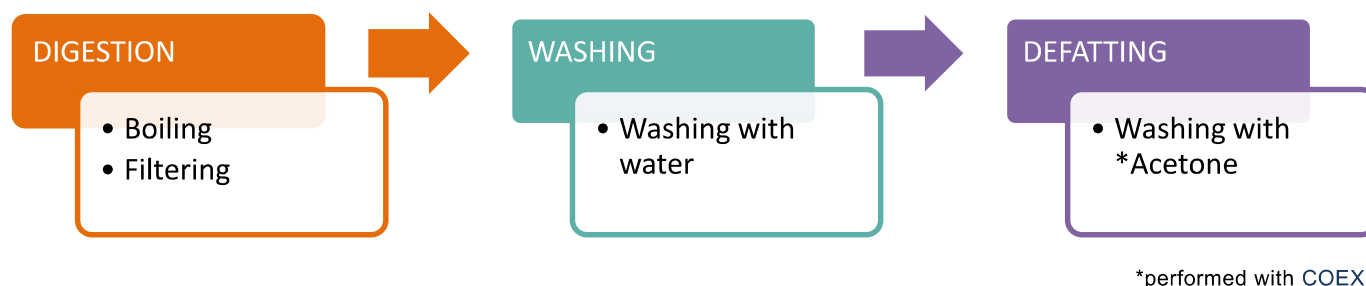 DIGESTION
• Boiling
• Filtering
WASHING
• Washing with
water
DEFATTING
• Washing with
*Acetone
*performed with COEX